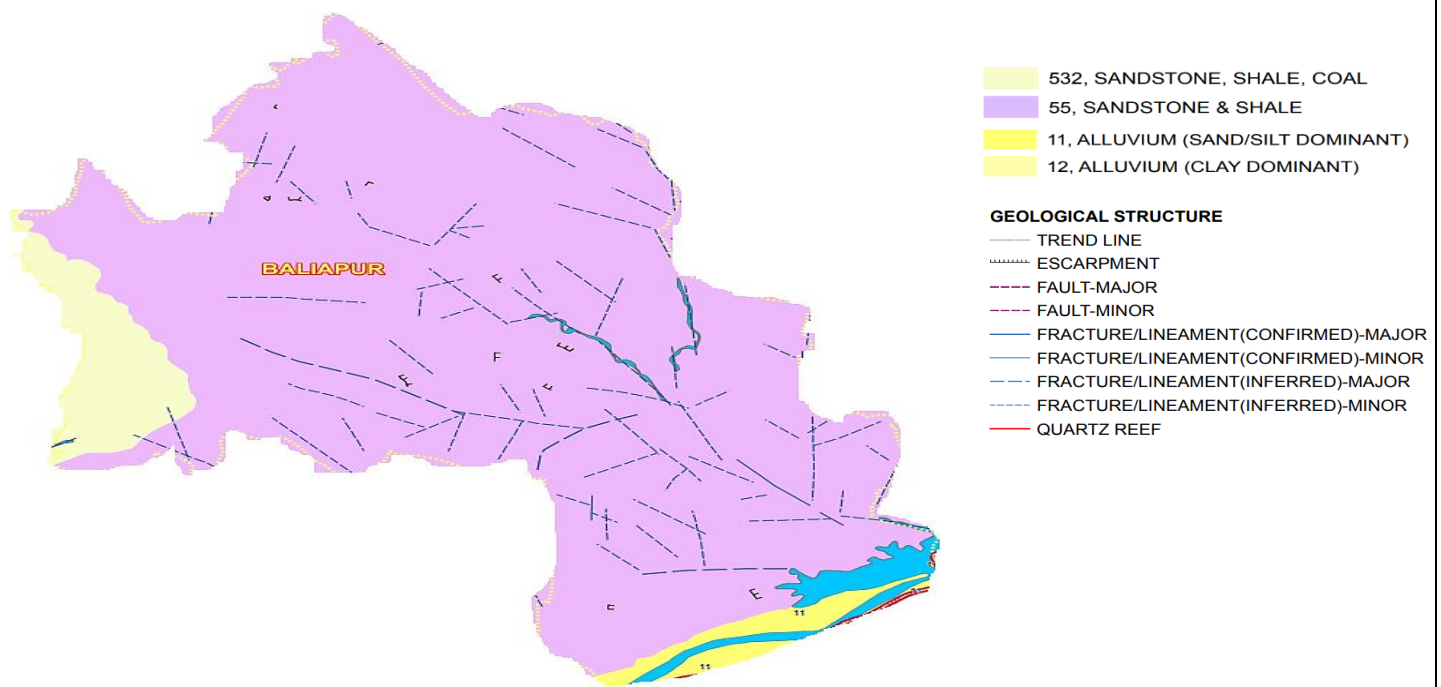 532, SANDSTONE, SHALE, COAL
55, SANDSTONE & SHALE
11, ALLUVIUM (SAND/SILT DOMINANT)
12, ALLUVIUM (CLAY DOMINANT)
GEOLOGICAL STRUCTURE
TREND LINE
ESCARPMENT
FAULT-MAJOR
FAULT-MINOR
FRACTURE/LINEAMENT(CONFIRMED)-MAJOR
FRACTURE/LINEAMENT(CONFIRMED)-MINOR
FRACTURE/LINEAMENT(INFERRED)-MAJOR
FRACTURE/LINEAMENT(INFERRED)-MINOR
QUARTZ REEF
BALIAPUR
11
11